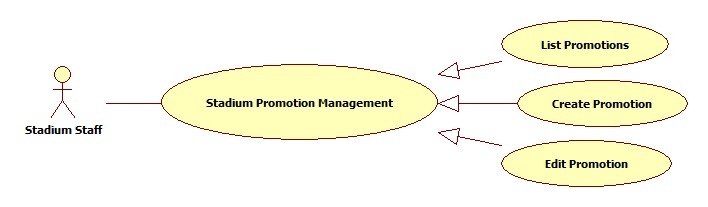 List Promotions
Stadium Promotion Management
Create Promotion
Stadium Staff
Edit Promotion